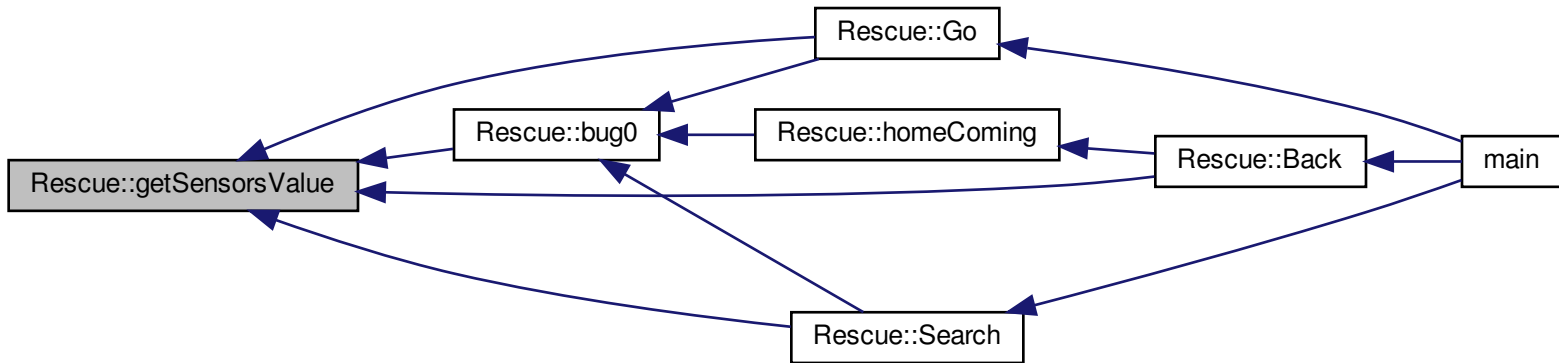 Rescue::getSensorsValue
Rescue::bug0
Rescue::Go
Rescue::homeComing
Rescue::Back
Rescue::Search
main